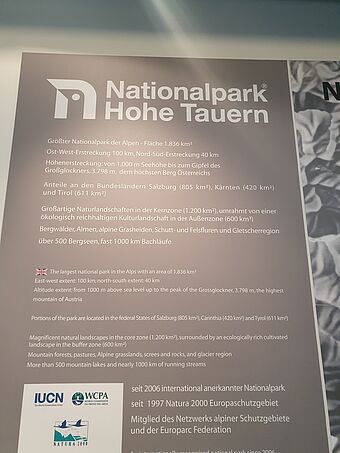 Nationalpark®
Hohe Tauern
N
Größter Nationalpark der Alpen - Fläche 1.836 km²
Ost-West-Erstreckung 100 km, Nord-Süd-Erstreckung 40 km
Höhenerstreckung: von 1.000 m Seehöhe bis zum Gipfel des
Großglockners, 3.798 m, dem höchsten Berg Österreichs
Anteile an den Bundesländern Salzburg (805 km²), Kärnten (420 km²)
und Tirol (611 km²)
Großartige Naturlandschaften in der Kernzone (1.200 km²), umrahmt von einer
ökologisch reichhaltigen Kulturlandschaft in der Außenzone (600 km²)
Bergwälder, Almen, alpine Grasheiden, Schutt- und Felsfluren und Gletscherregion
über 500 Bergseen, fast 1000 km Bachläufe
The largest national park in the Alps with an area of 1,836 km²
East-west extent: 100 km; north-south extent: 40 km
Altitude extent: from 1000 m above sea level up to the peak of the Grossglockner, 3.798 m, the highest
mountain of Austria
Portions of the park are located in the federal States of Salzburg (805 km²), Carinthia (420 km²) and Tyrol (611 km²)
Magnificent natural landscapes in the core zone (1,200 km²), surrounded by an ecologically rich cultivated
landscape in the buffer zone (600 km²)
Mountain forests, pastures, Alpine grasslands, screes and rocks, and glacier region
More than 500 mountain lakes and nearly 1000 km of running streams
IUCN
WCPA
NATURA 2000
seit 2006 international anerkannter Nationalpark
seit 1997 Natura 2000 Europaschutzgebiet
Mitglied des Netzwerks alpiner Schutzgebiete
und der Europarc Federation